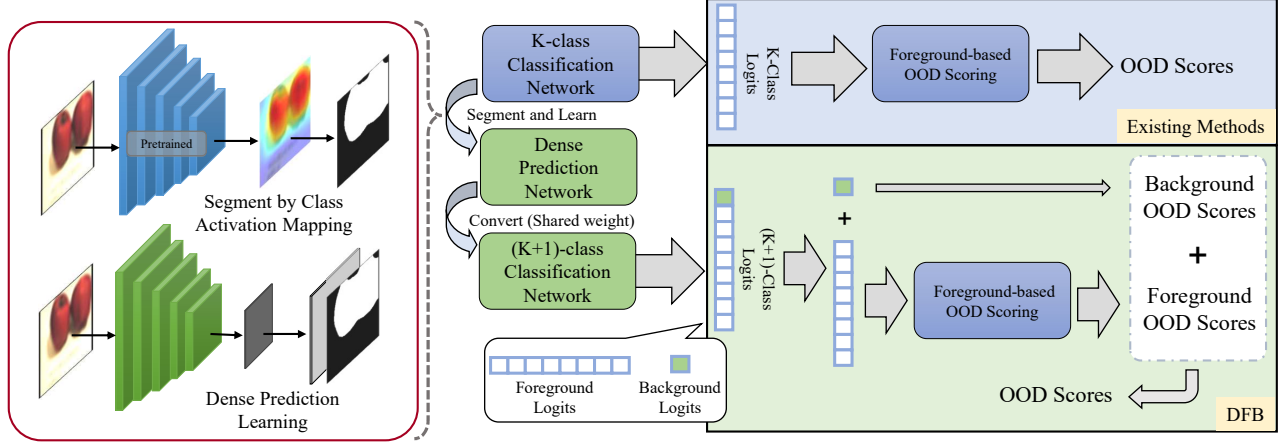 Pretrained
Segment by Class
Activation Mapping
Dense Prediction
Learning
K-class
Classification
Network
Segment and Learn
Dense
Prediction
Network
Convert (Shared weight)
(K+1)-class
Classification
Network
Foreground
Logits
Background
Logits
K-Class
Logits
Foreground-based
OOD Scoring
OOD Scores
Existing Methods
(K+1)-Class
Logits
+
Foreground-based
OOD Scoring
Background
OOD Scores
+
Foreground
OOD Scores
OOD Scores
DFB